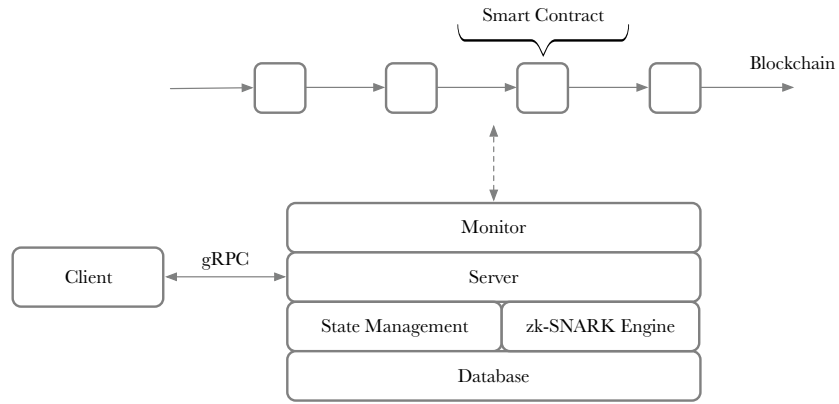 Smart Contract
Blockchain
Monitor
Client
gRPC
Server
State Management
zk-SNARK Engine
Database